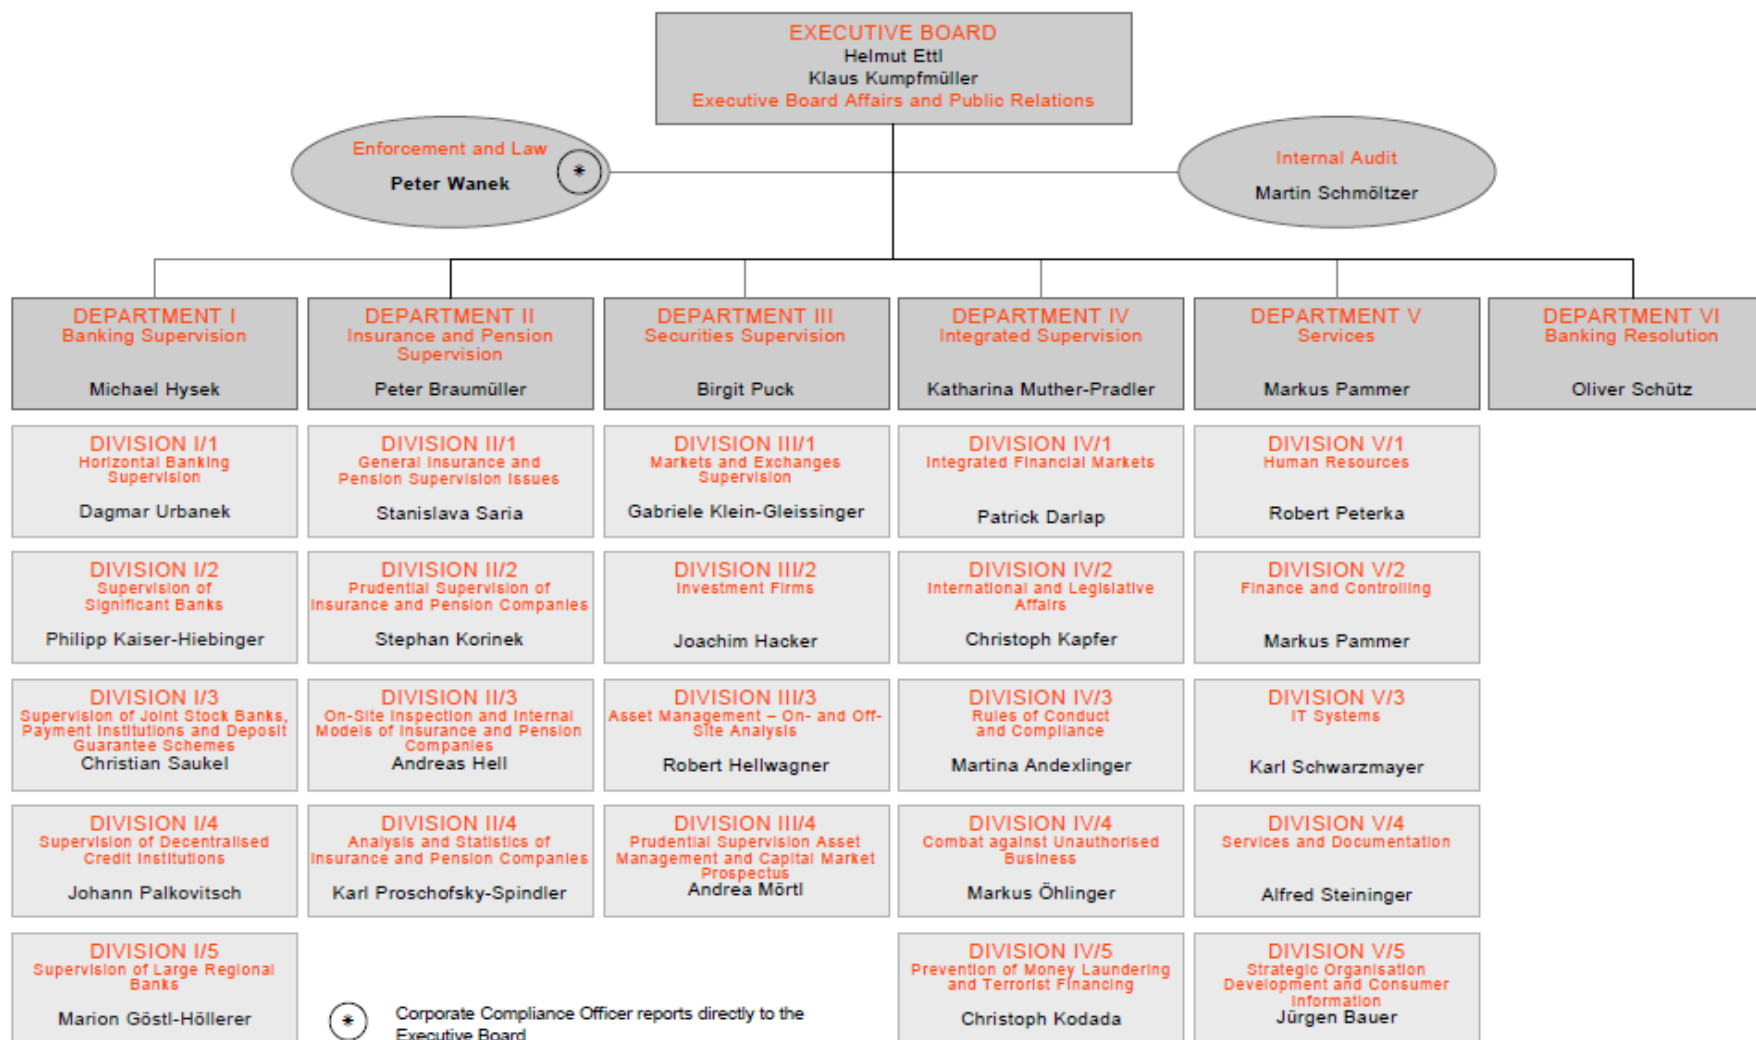 EXECUTIVE BOARD
Helmut Ettl
Klaus Kumpfmüller
Executive Board Affairs and Public Relations
Enforcement and Law
Peter Wanek
*
Internal Audit
Martin Schmöltzer
DEPARTMENT I
Banking Supervision
Michael Hysek
DEPARTMENT II
Insurance and Pension
Supervision
Peter Braumüller
DEPARTMENT III
Securities Supervision
Birgit Puck
DEPARTMENT IV
Integrated Supervision
Katharina Muther-Pradler
DEPARTMENT V
Services
Markus Pammer
DEPARTMENT VI
Banking Resolution
Oliver Schütz
DIVISION I/1
Horizontal Banking
Supervision
Dagmar Urbanek
DIVISION II/1
General Insurance and
Pension Supervision Issues
Stanislava Saria
DIVISION III/1
Markets and Exchanges
Supervision
Gabriele Klein-Gleissinger
DIVISION IV/1
Integrated Financial Markets
Patrick Darlap
DIVISION V/1
Human Resources
Robert Peterka
DIVISION I/2
Supervision of
Significant Banks
Philipp Kaiser-Hiebinger
DIVISION II/2
Prudential Supervision of
Insurance and Pension Companies
Stephan Korinek
DIVISION III/2
Investment Firms
Joachim Hacker
DIVISION IV/2
International and Legislative
Affairs
Christoph Kapfer
DIVISION V/2
Finance and Controlling
Markus Pammer
DIVISION I/3
Supervision of Joint Stock Banks,
Payment Institutions and Deposit
Guarantee Schemes
Christian Saukel
DIVISION II/3
On-Site Inspection and Internal
Models of Insurance and Pension
Companies
Andreas Hell
DIVISION III/3
Asset Management – On- and Off-
Site Analysis
Robert Hellwagner
DIVISION IV/3
Rules of Conduct
and Compliance
Martina Andexlinger
DIVISION V/3
IT Systems
Karl Schwarzmayer
DIVISION I/4
Supervision of Decentralised
Credit Institutions
Johann Palkovitsch
DIVISION II/4
Analysis and Statistics of
Insurance and Pension Companies
Karl Proschofsky-Spindler
DIVISION III/4
Prudential Supervision Asset
Management and Capital Market
Prospectus
Andrea Mörtl
DIVISION IV/4
Combat against Unauthorised
Business
Markus Öhlinger
DIVISION V/4
Services and Documentation
Alfred Steininger
DIVISION I/5
Supervision of Large Regional
Banks
Marion Göstl-Höllerer
DIVISION IV/5
Prevention of Money Laundering
and Terrorist Financing
Christoph Kodada
DIVISION V/5
Strategic Organisation
Development and Consumer
Information
Jürgen Bauer
* Corporate Compliance Officer reports directly to the
Executive Board